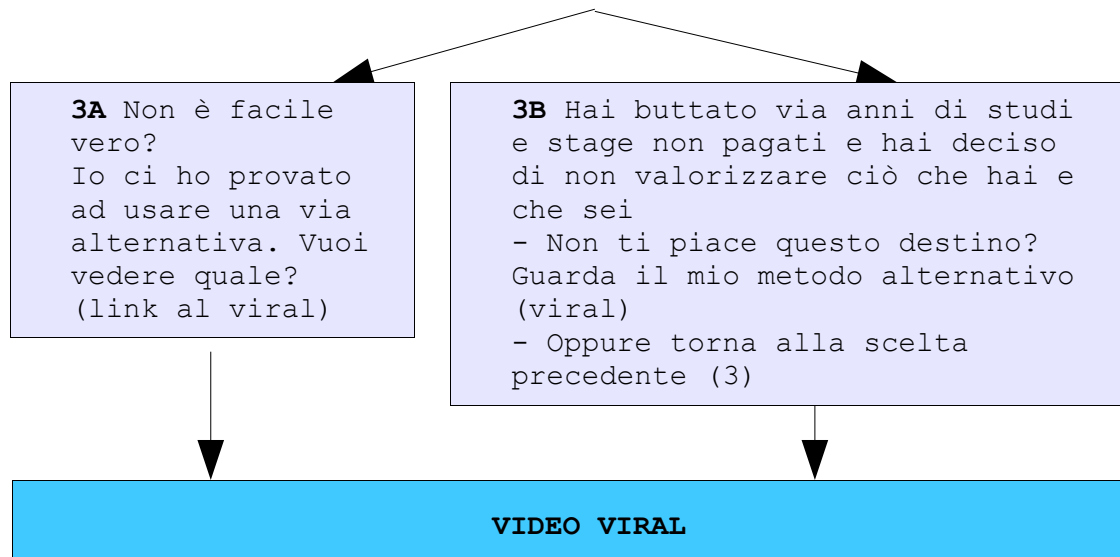 3A Non è facile
vero?
Io ci ho provato
ad usare una via
alternativa. Vuoi
vedere quale?
(link al viral)
3B Hai buttato via anni di studi
e stage non pagati e hai deciso
di non valorizzare ciò che hai e
che sei
- Non ti piace questo destino?
Guarda il mio metodo alternativo
(viral)
- Oppure torna alla scelta
precedente (3)
VIDEO VIRAL